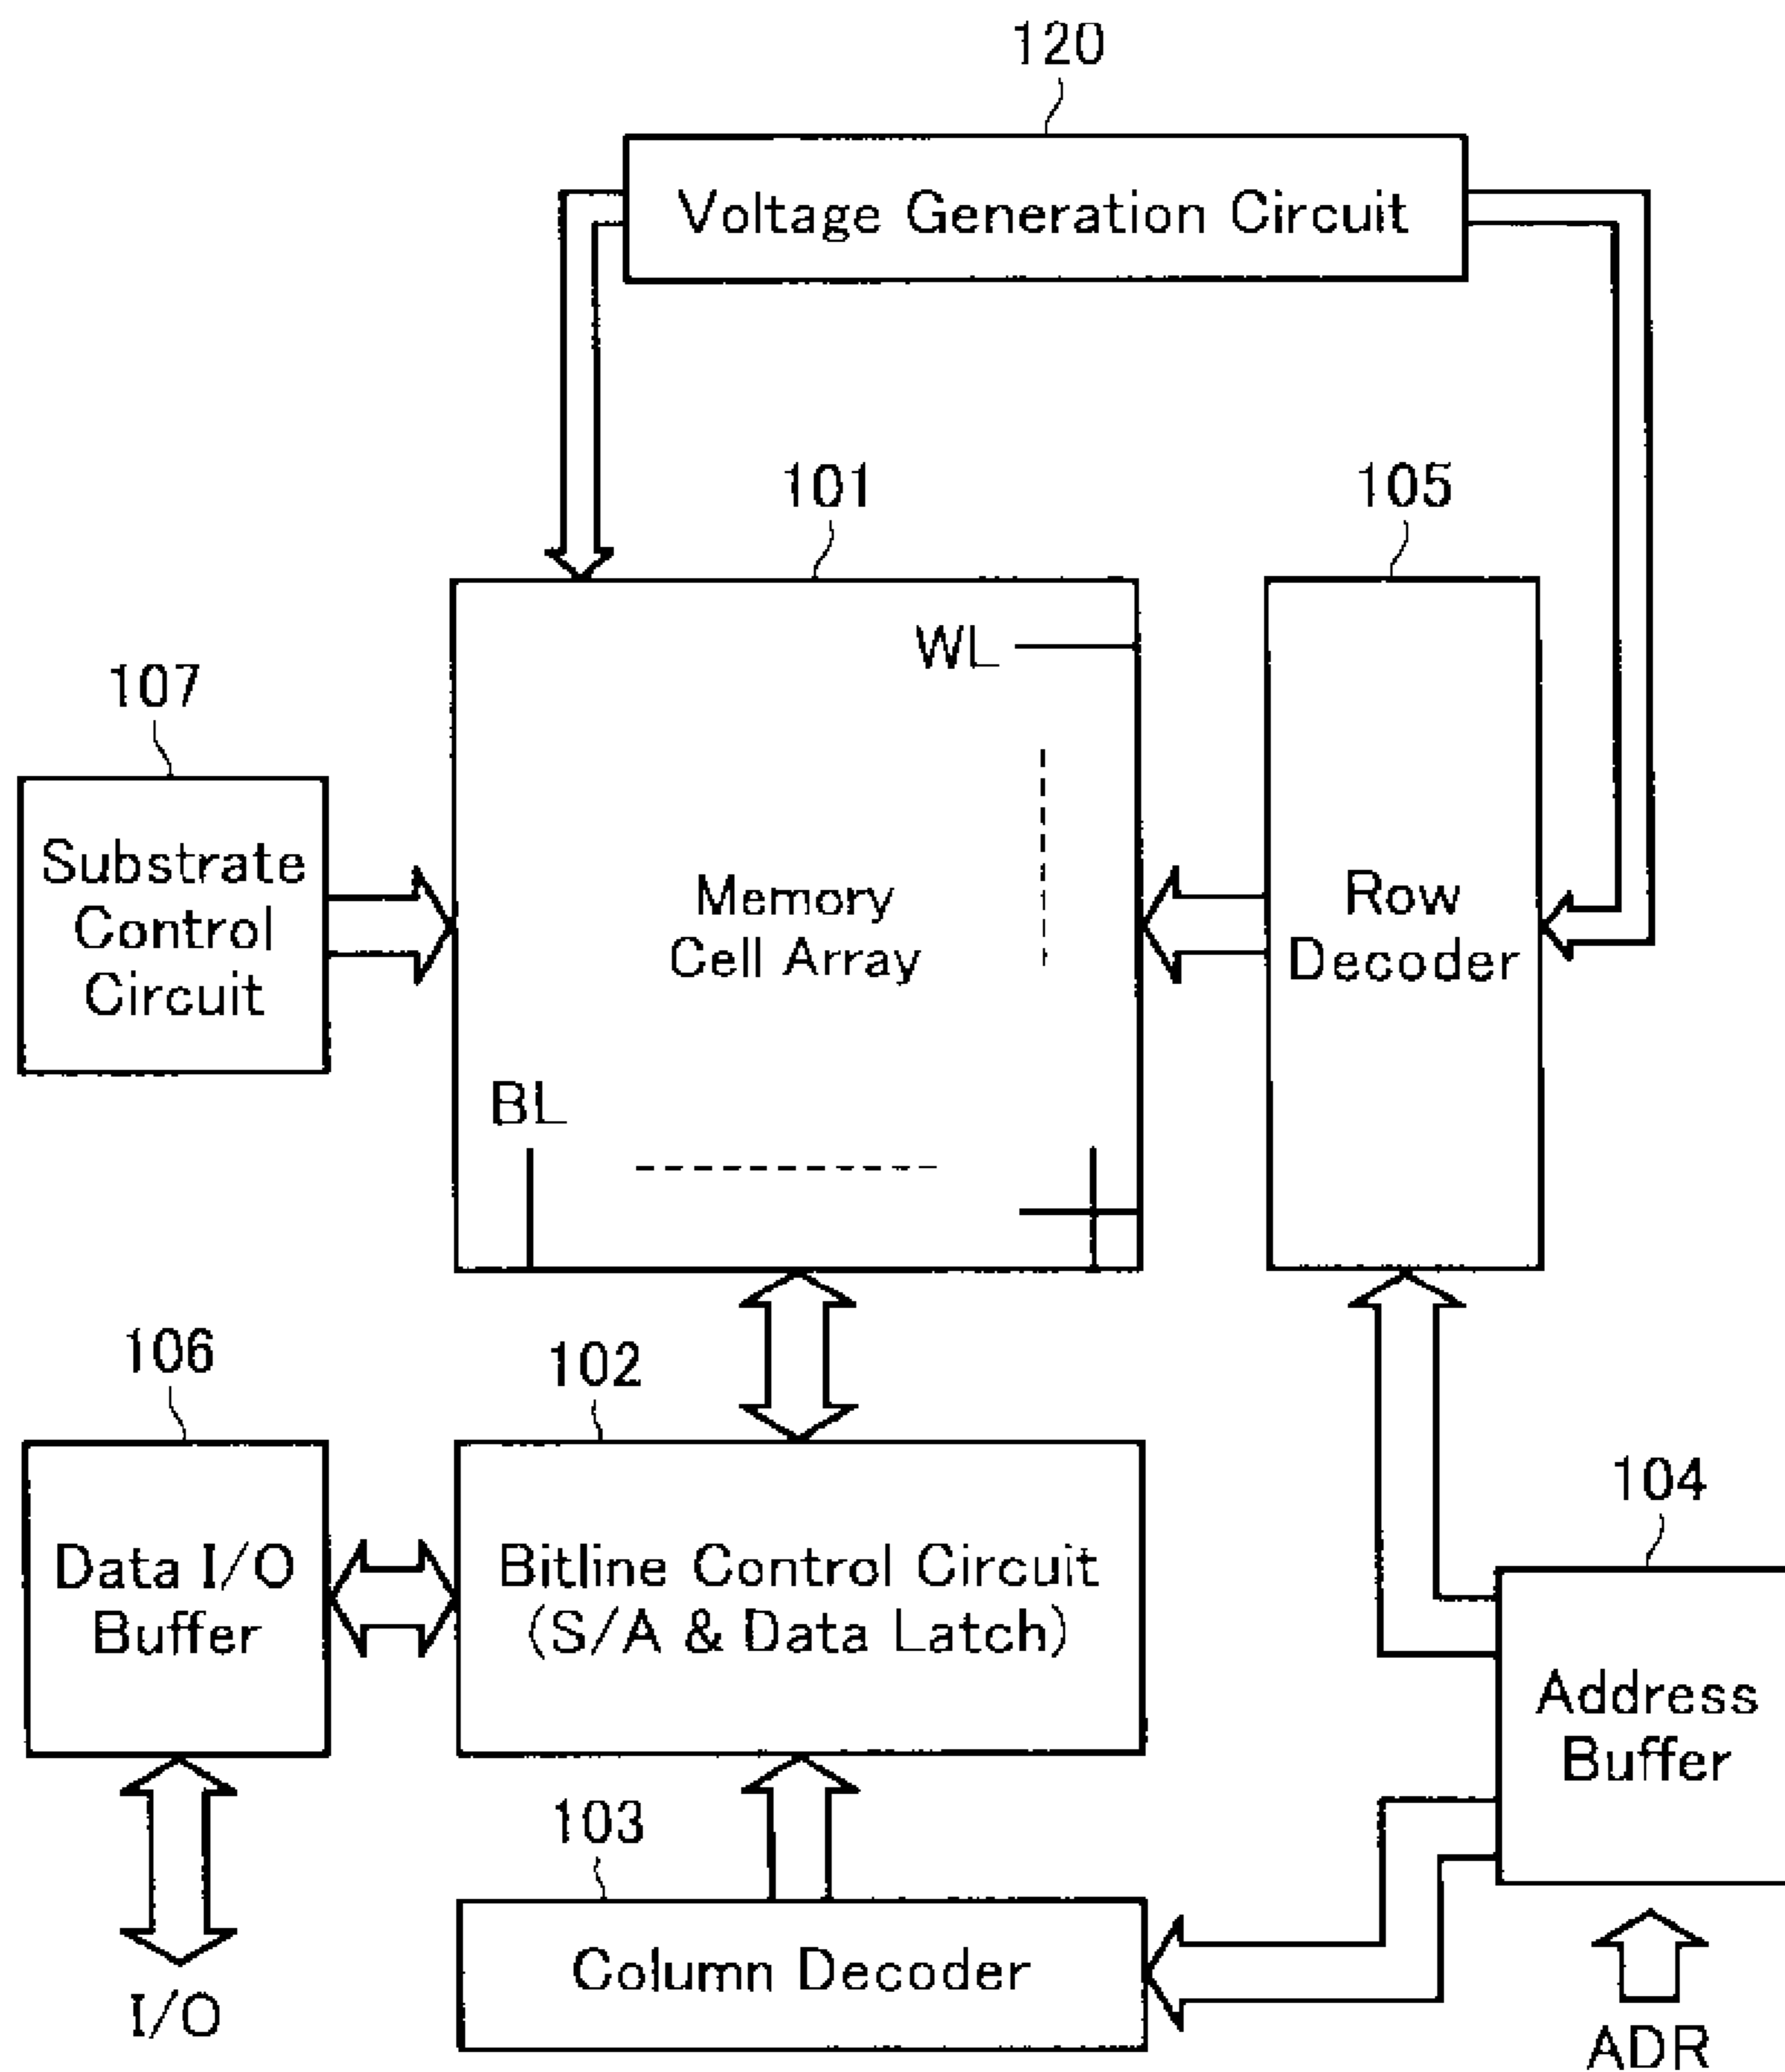 120
Voltage Generation Circuit
101
105
WL
107
Substrate
Control
Circuit
Memory
Cell Array
Row
Decoder
BL
106
102
104
Data I/O
Buffer
Bitline Control Circuit
(S/A & Data Latch)
Address
Buffer
103
Column Decoder
I/O
ADR